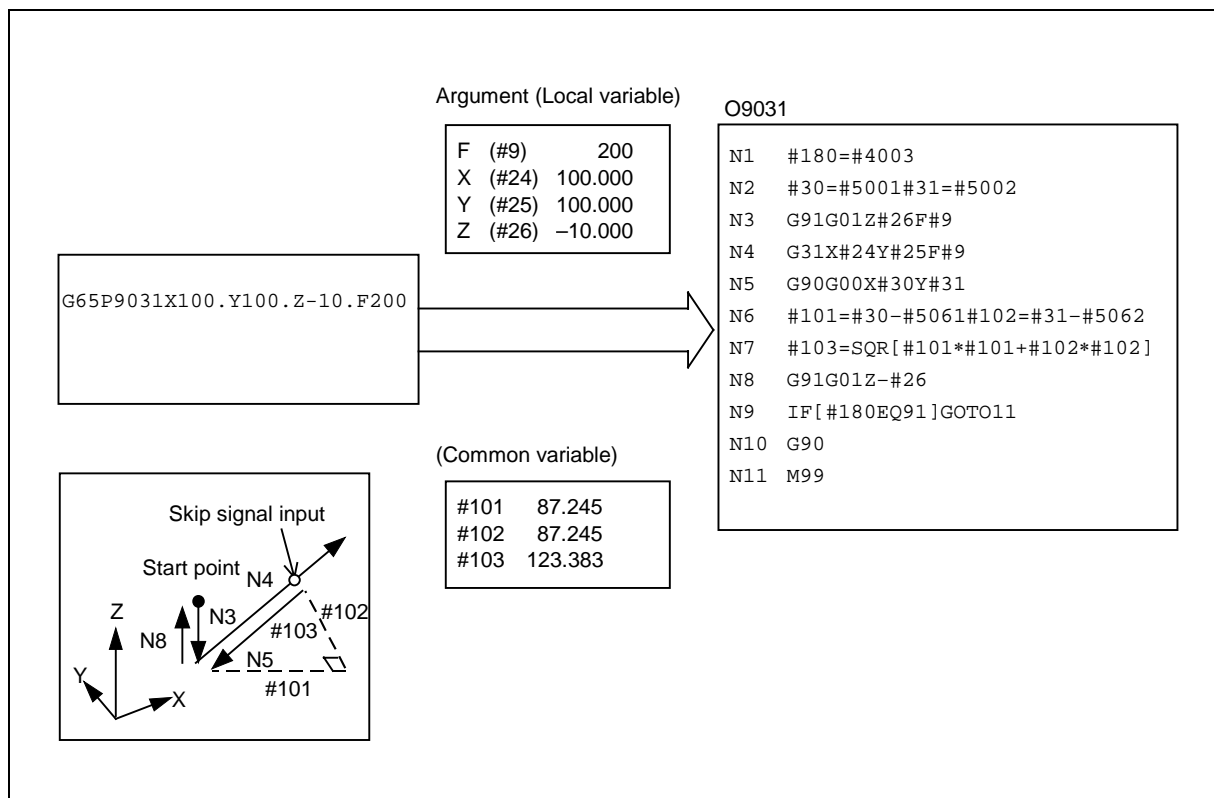 Argument (Local variable)
F (#9) 200
X (#24) 100.000
Y (#25) 100.000
Z (#26) –10.000
G65P9031X100.Y100.Z-10.F200
O9031
N1 #180=#4003
N2 #30=#5001#31=#5002
N3 G91G01Z#26F#9
N4 G31X#24Y#25F#9
N5 G90G00X#30Y#31
N6 #101=#30−#5061#102=#31−#5062
N7 #103=SQR[#101*#101+#102*#102]
N8 G91G01Z−#26
N9 IF[#180EQ91]GOTO11
N10 G90
N11 M99
(Common variable)
#101 87.245
#102 87.245
#103 123.383
Skip signal input
Start point
N4
Z
N3
#102
N8
#103
Y
N5
X
#101